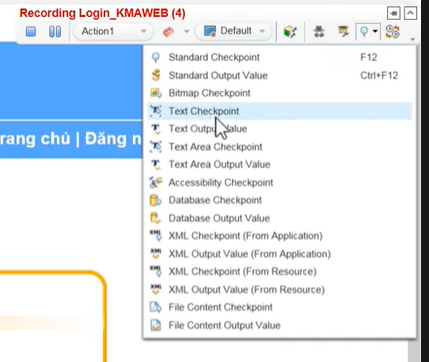 Recording Login_KMAWEB (4)
Action1
Default
Standard Checkpoint F12
Standard Output Value Ctrl+F12
Bitmap Checkpoint
Text Checkpoint
Text Output Value
Text Area Checkpoint
rang chủ | Đăng n
Text Area Output Value
Accessibility Checkpoint
Database Checkpoint
Database Output Value
XML Checkpoint (From Application)
XML Output Value (From Application)
XML Checkpoint (From Resource)
XML Output Value (From Resource)
File Content Checkpoint
File Content Output Value